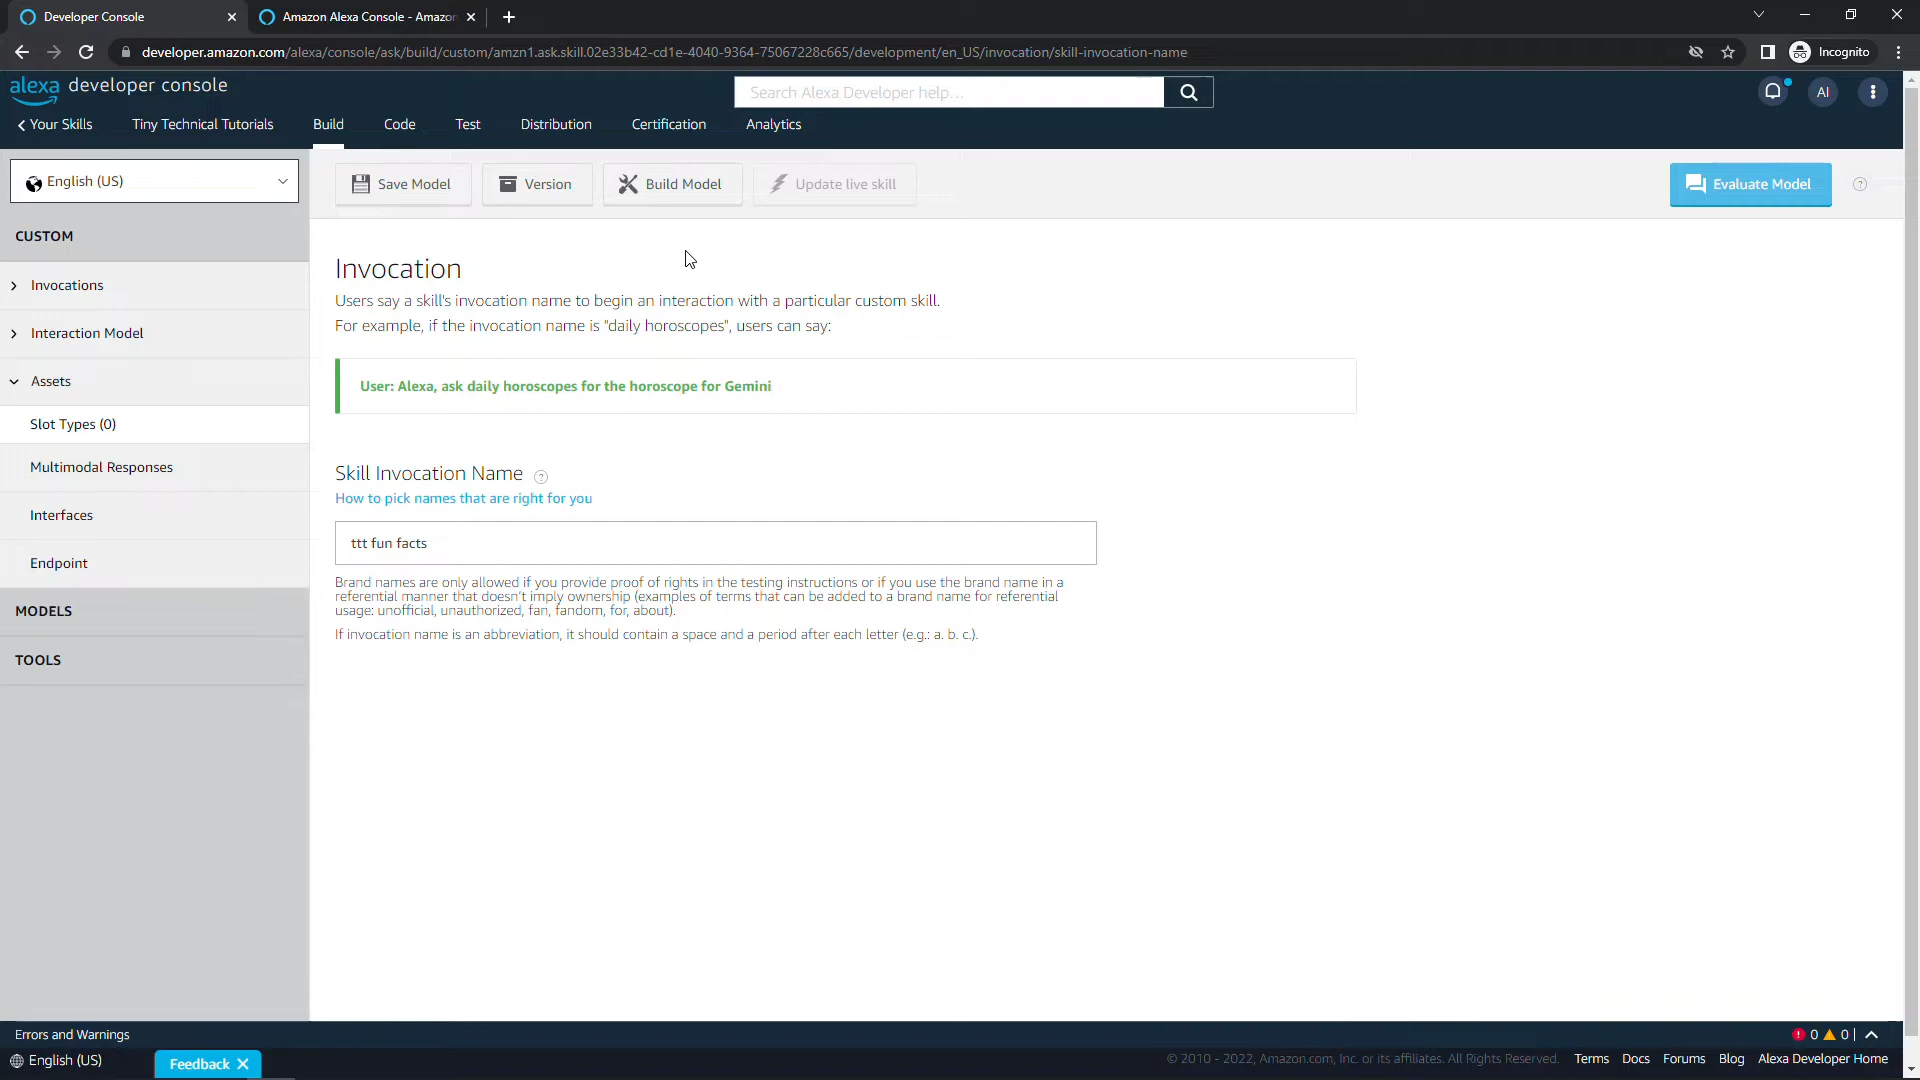 Developer Console
Amazon Alexa Console - Amazon
developer.amazon.com/alexa/console/ask/build/custom/amzn1.ask.skill.02e33b42-cd1e-4040-9364-75067228c665/development/en_US/invocation/skill-invocation-name
Incognito
alexa developer console
Search Alexa Developer help...
AI
Your Skills
Tiny Technical Tutorials
Build
Code
Test
Distribution
Certification
Analytics
English (US)
Save Model
Version
Build Model
Update live skill
Evaluate Model
?
CUSTOM
Invocations
Interaction Model
Assets
Slot Types (0)
Multimodal Responses
Interfaces
Endpoint
MODELS
TOOLS
Invocation
Users say a skill's invocation name to begin an interaction with a particular custom skill.
For example, if the invocation name is "daily horoscopes", users can say:
User: Alexa, ask daily horoscopes for the horoscope for Gemini
Skill Invocation Name ?
How to pick names that are right for you
ttt fun facts
Brand names are only allowed if you provide proof of rights in the testing instructions or if you use the brand name in a
referential manner that doesn't imply ownership (examples of terms that can be added to a brand name for referential
usage: unofficial, unauthorized, fan, fandom, for, about).
If invocation name is an abbreviation, it should contain a space and a period after each letter (e.g.: a. b. c.).
Errors and Warnings
! 0 0 |
English (US)
Feedback
© 2010 - 2022, Amazon.com, Inc. or its affiliates. All Rights Reserved.
Terms
Docs
Forums
Blog
Alexa Developer Home